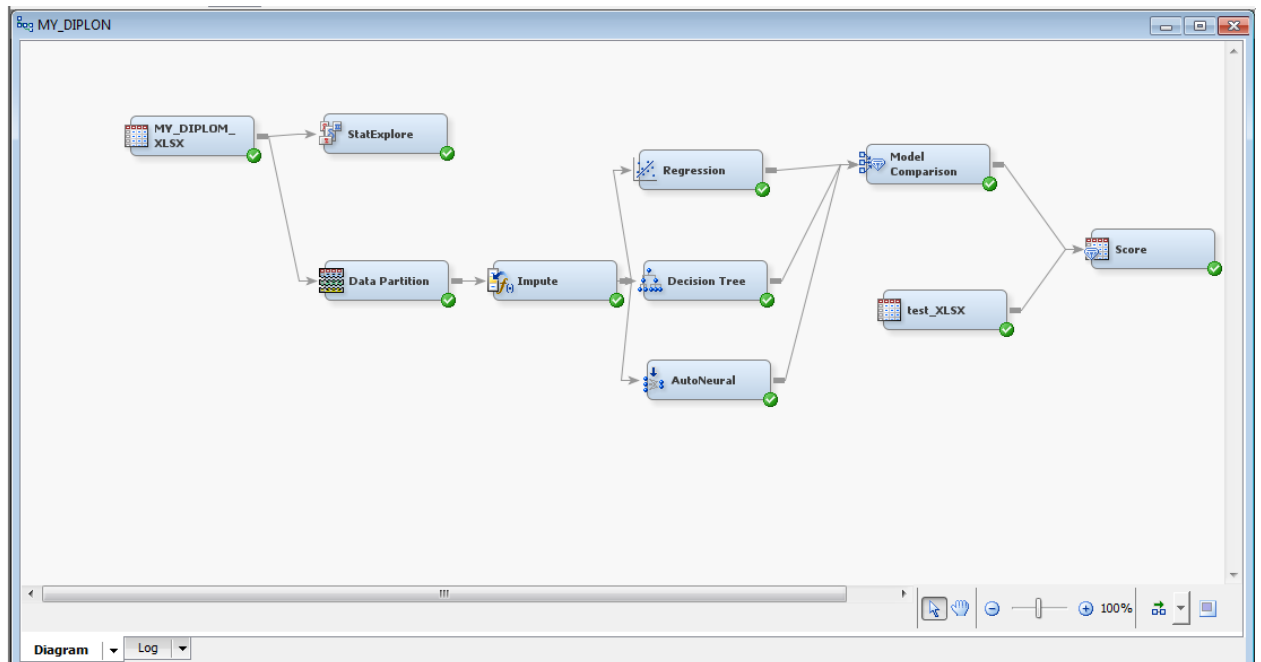 MY_DIPLON
MY_DIPLOM_
XLSX
StatExplore
Regression
Model
Comparison
Score
Data Partition
Impute
Decision Tree
test_XLSX
AutoNeural
100%
Diagram
Log